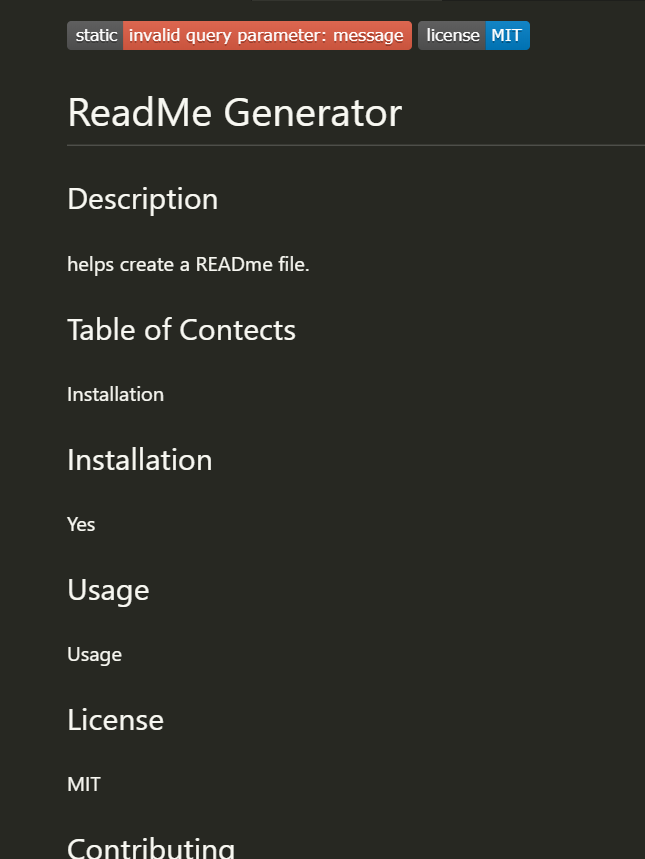 static invalid query parameter: message license MIT
ReadMe Generator
Description
helps create a READme file.
Table of Contects
Installation
Installation
Yes
Usage
Usage
License
MIT
Contributing